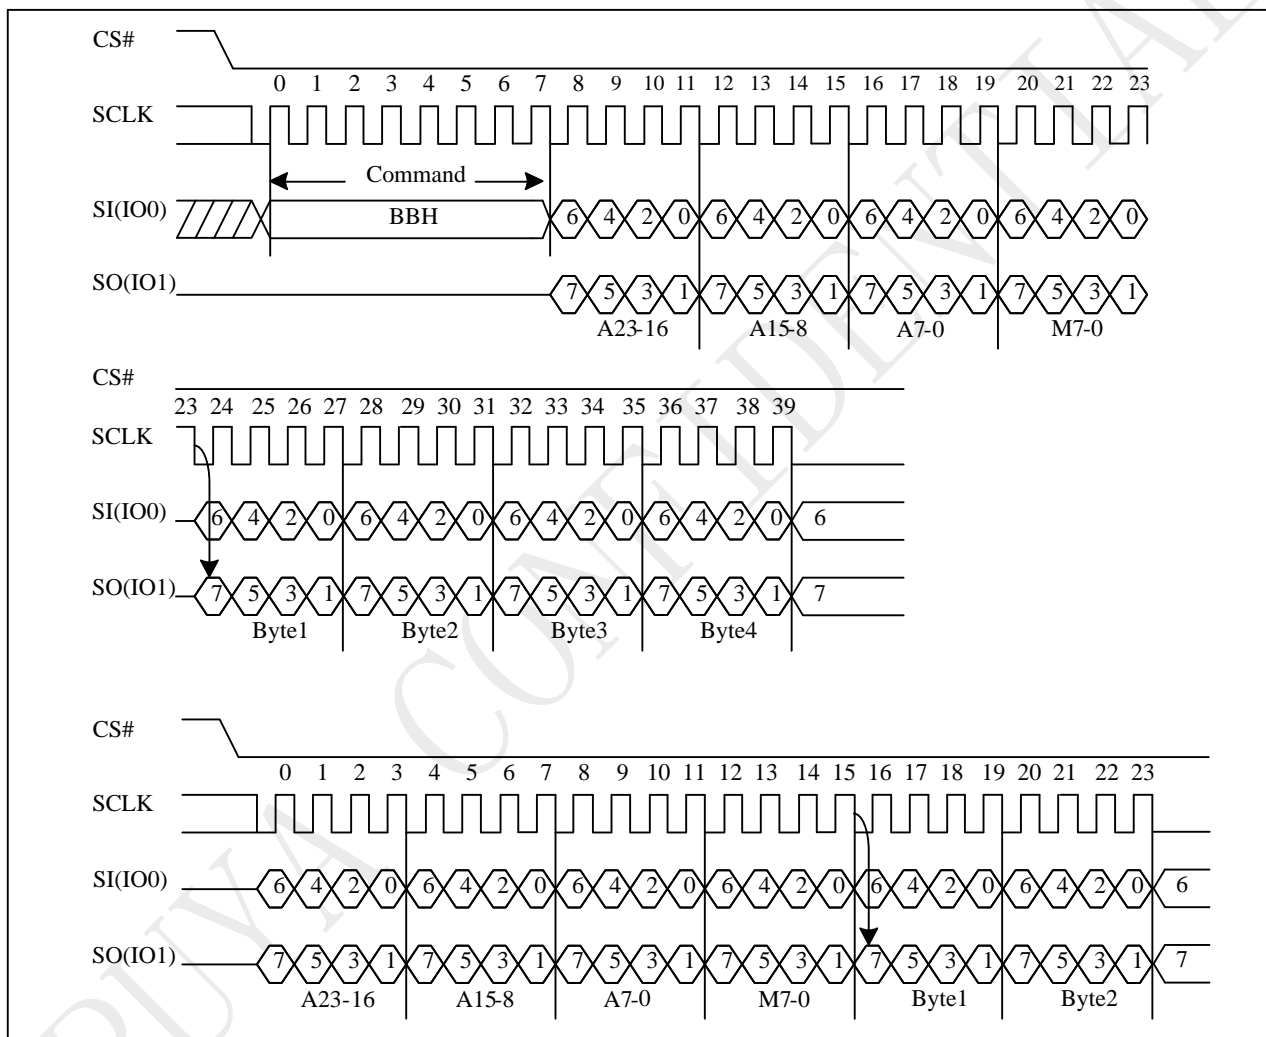 CS#
0 1 2 3 4 5 6 7 8 9 10 11 12 13 14 15 16 17 18 19 20 21 22 23
SCLK
Command
SI(IO0) BBH 6 4 2 0 6 4 2 0 6 4 2 0 6 4 2 0
SO(IO1) 7 5 3 1 7 5 3 1 7 5 3 1 7 5 3 1
A23-16 A15-8 A7-0 M7-0
CS#
23 24 25 26 27 28 29 30 31 32 33 34 35 36 37 38 39
SCLK
SI(IO0) 6 4 2 0 6 4 2 0 6 4 2 0 6 4 2 0 6
SO(IO1) 7 5 3 1 7 5 3 1 7 5 3 1 7 5 3 1 7
Byte1 Byte2 Byte3 Byte4
CS#
0 1 2 3 4 5 6 7 8 9 10 11 12 13 14 15 16 17 18 19 20 21 22 23
SCLK
SI(IO0) 6 4 2 0 6 4 2 0 6 4 2 0 6 4 2 0 6 4 2 0 6 4 2 0 6
SO(IO1) 7 5 3 1 7 5 3 1 7 5 3 1 7 5 3 1 7 5 3 1 7 5 3 1 7
A23-16 A15-8 A7-0 M7-0 Byte1 Byte2
PUYA CONFIDENTIAL